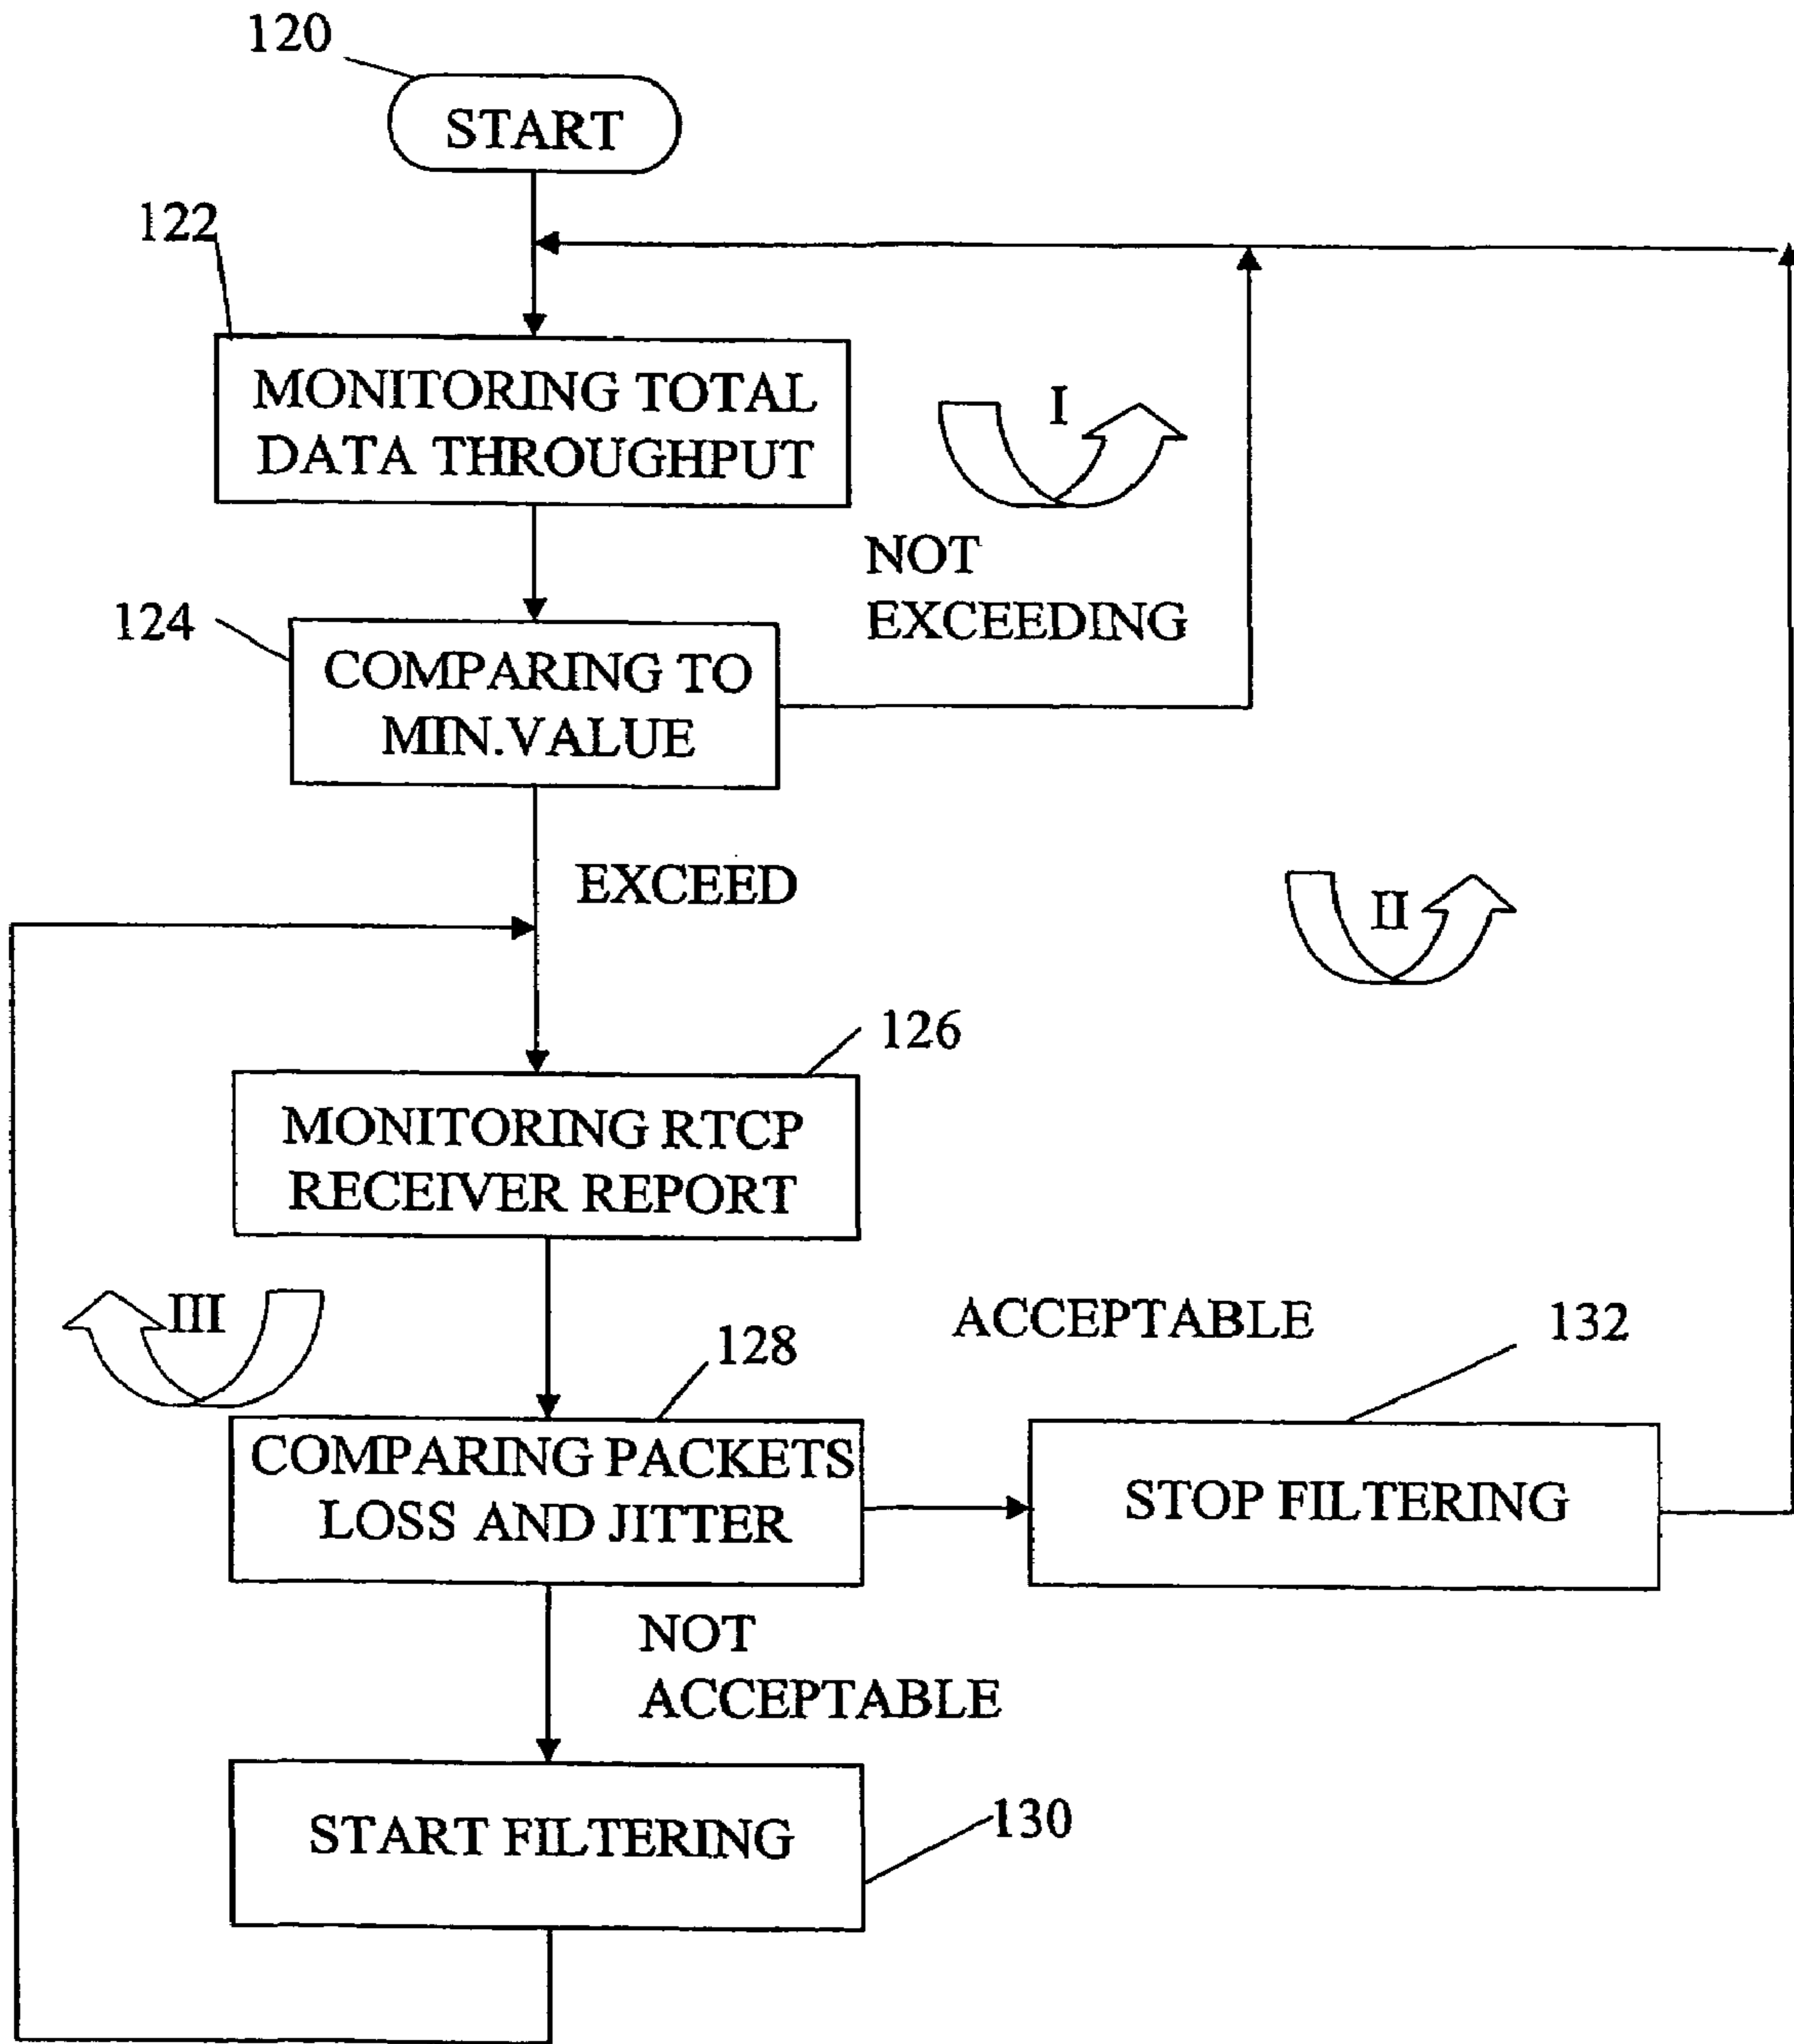 120
START
122
MONITORING TOTAL
DATA THROUGHPUT
I
NOT
EXCEEDING
124
COMPARING TO
MIN.VALUE
EXCEED
II
126
MONITORING RTCP
RECEIVER REPORT
III
ACCEPTABLE
132
128
COMPARING PACKETS
LOSS AND JITTER
STOP FILTERING
NOT
ACCEPTABLE
START FILTERING
130